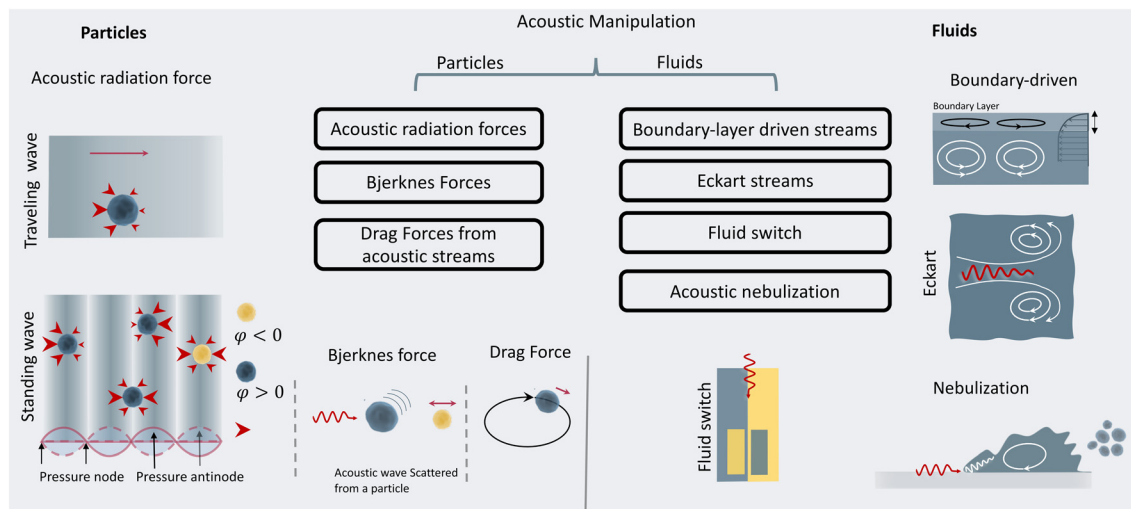 Acoustic Manipulation
Particles
Fluids
Particles
Fluids
Acoustic radiation force
Boundary-driven
Boundary Layer
Acoustic radiation forces
Boundary-layer driven streams
Traveling wave
Bjerknes Forces
Eckart streams
Drag Forces from
acoustic streams
Fluid switch
Acoustic nebulization
Eckart
Standing wave
φ < 0
φ > 0
Pressure node
Pressure antinode
Bjerknes force
Drag Force
Acoustic wave Scattered
from a particle
Fluid switch
Nebulization